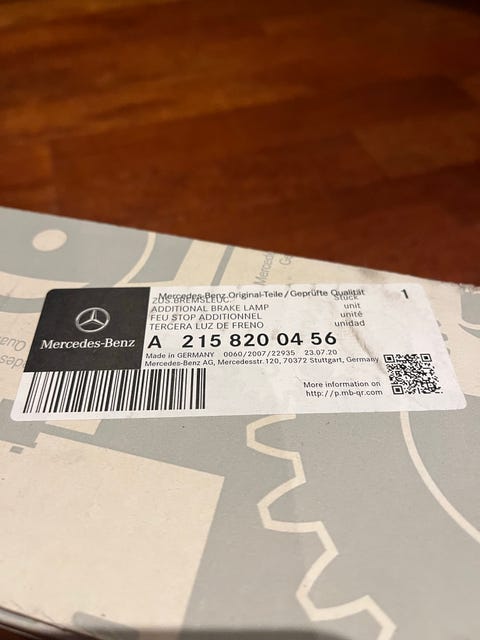 Mercedes-Benz Original-Teile/Geprüfte Qualität
ZUS.BREMSLEUC. Stück 1
ADDITIONAL BRAKE LAMP unit
FEU STOP ADDITIONNEL unité
TERCERA LUZ DE FRENO unidad
Mercedes-Benz
A 215 820 04 56
Made in GERMANY 0060/2007/22935 23.07.20
Mercedes-Benz AG, Mercedesstr.120, 70372 Stuttgart, Germany
More information on
http://p.mb-qr.com